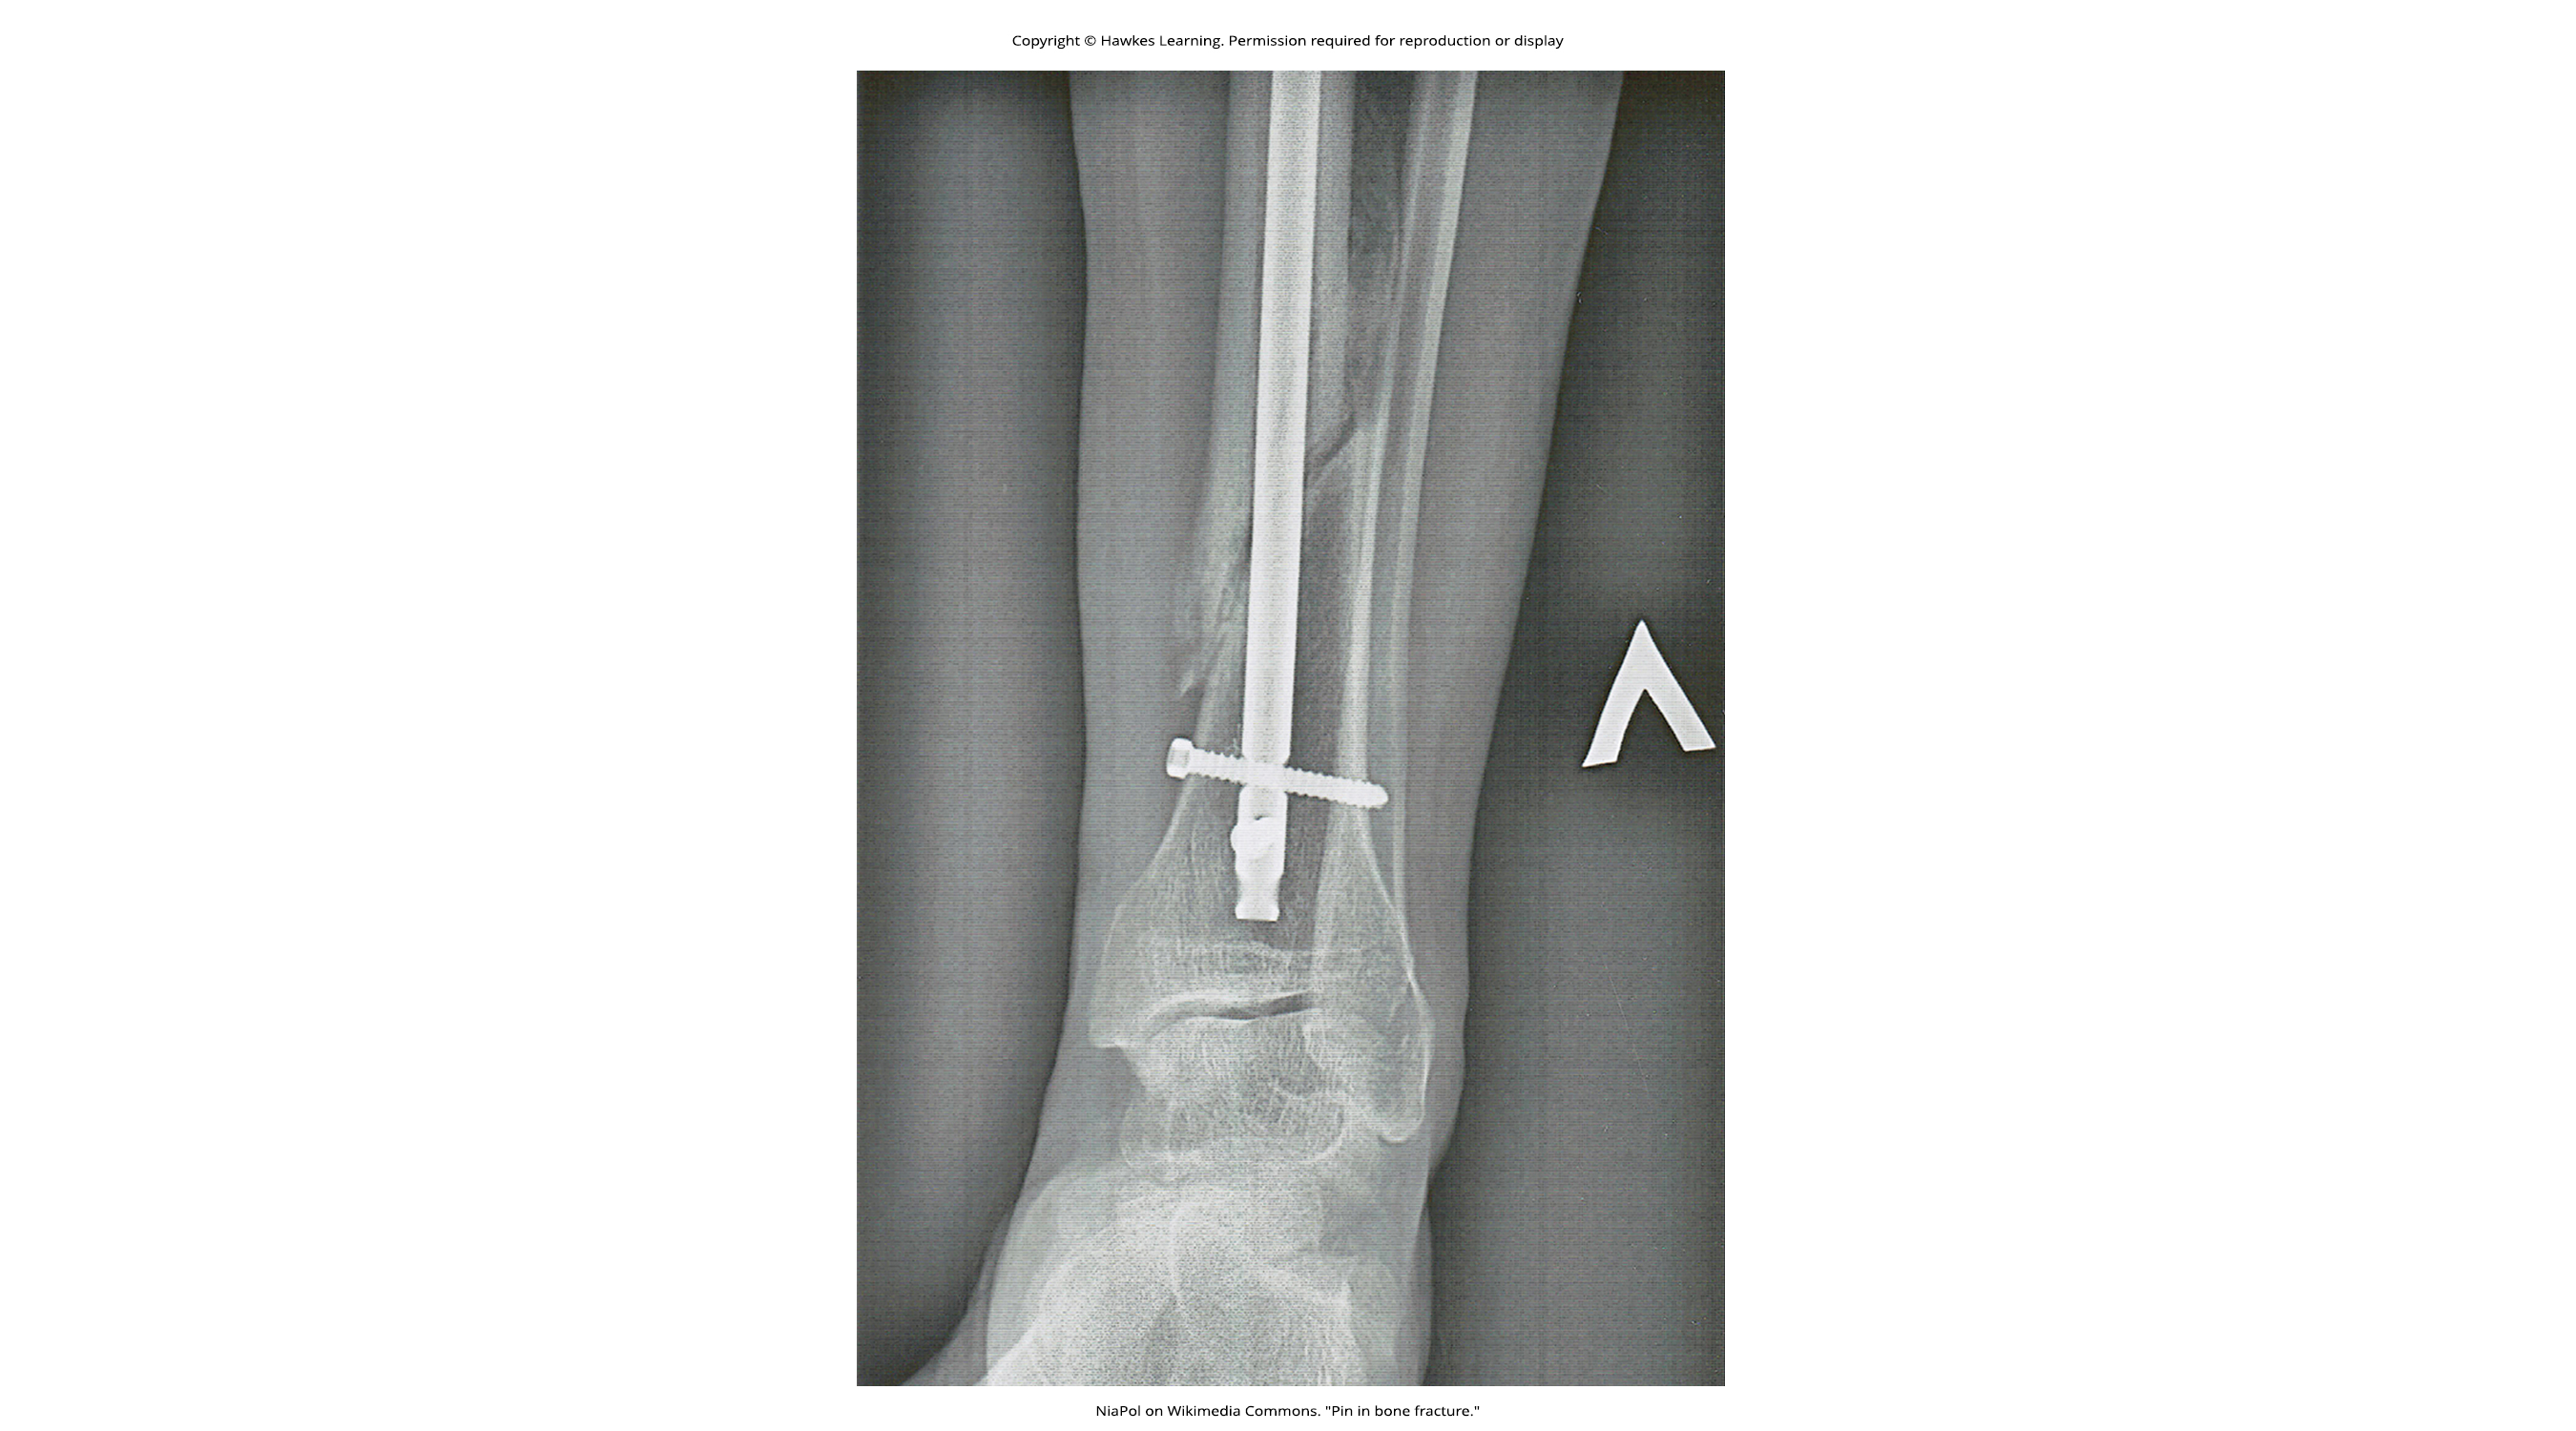 Copyright © Hawkes Learning. Permission required for reproduction or display
NiaPol on Wikimedia Commons. "Pin in bone fracture."